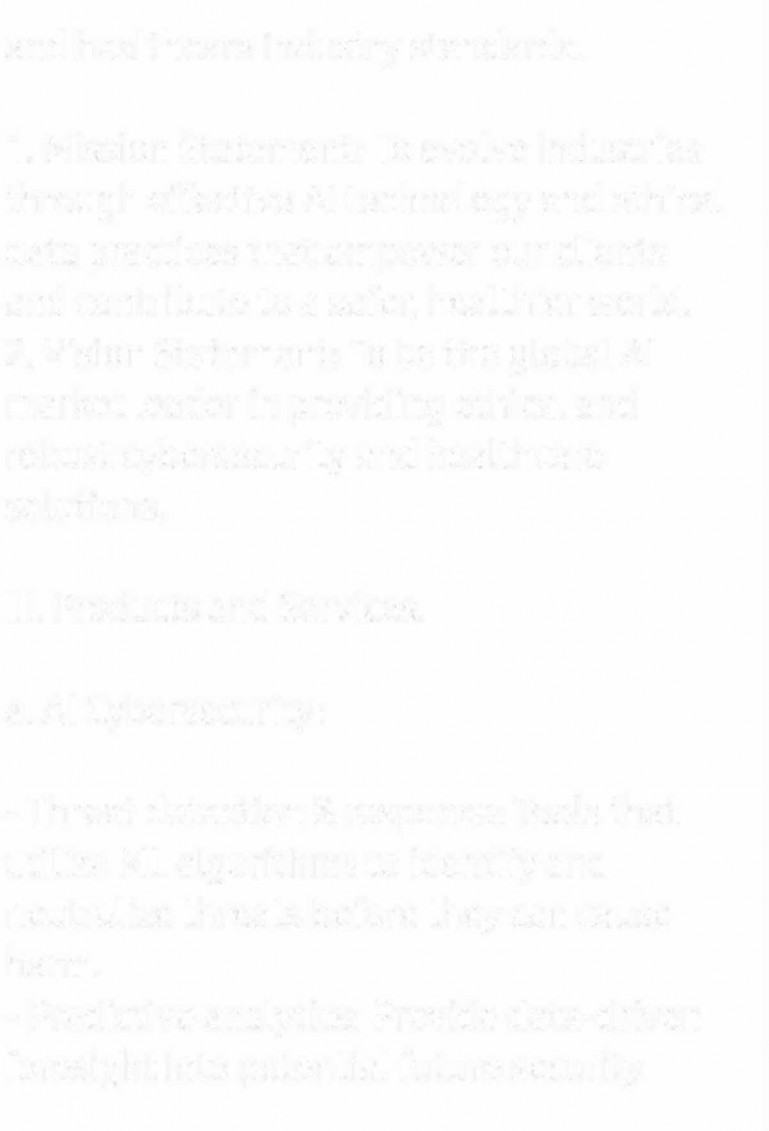 and healthcare industry standards.
1. Mission Statement: To evolve industries
through effective AI technology and ethical
data practices that empower our clients
and contribute to a safer, healthier world.
2. Vision Statement: To be the global AI
market leader in providing ethical and
robust cybersecurity and healthcare
solutions.
II. Products and Services
a. AI Cybersecurity:
- Threat detection & response: Tools that
utilize ML algorithms to identify and
neutralize threats before they can cause
harm.
- Predictive analytics: Provide data-driven
foresight into potential future security